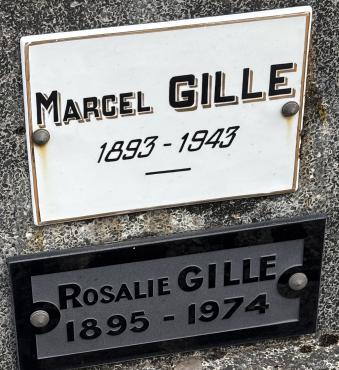 MARCEL GILLE
1893 - 1943
ROSALIE GILLE
1895 - 1974